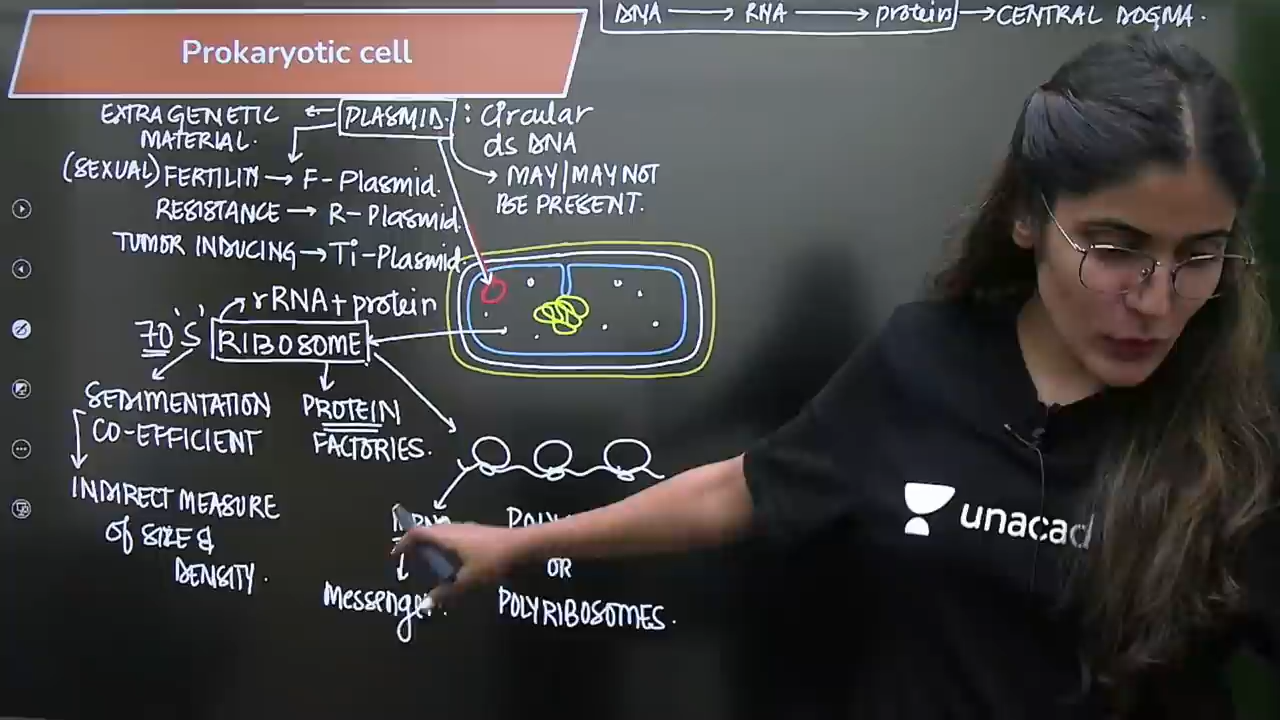 DNA → RNA → protein → CENTRAL DOGMA.
Prokaryotic cell
EXTRA GENETIC ← PLASMID : Circular
MATERIAL. ds DNA
(SEXUAL) FERTILITY → F-Plasmid. → MAY/MAY NOT
RESISTANCE → R-Plasmid. BE PRESENT.
TUMOR INDUCING → Ti-Plasmid.
rRNA + protein
70'S' RIBOSOME
SEDIMENTATION PROTEIN
CO-EFFICIENT FACTORIES.
INDIRECT MEASURE
of SIZE &
OR
DENSITY.
Messenger. POLYRIBOSOMES.
unacad